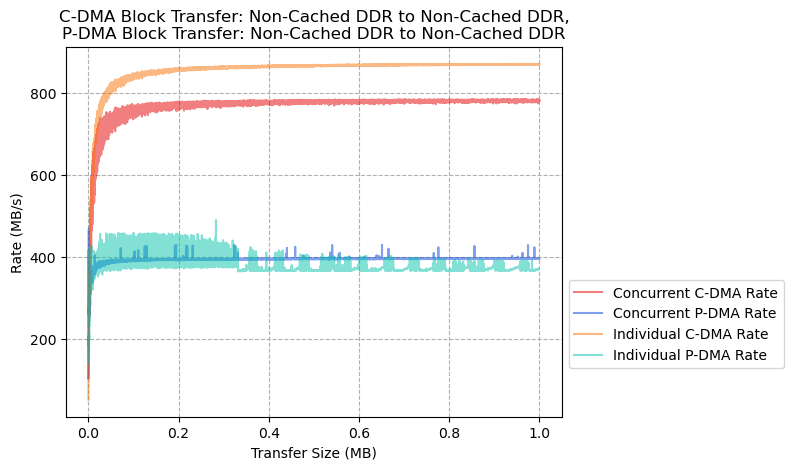 C-DMA Block Transfer: Non-Cached DDR to Non-Cached DDR,
P-DMA Block Transfer: Non-Cached DDR to Non-Cached DDR
Rate (MB/s)
800
600
400
200
0.0 0.2 0.4 0.6 0.8 1.0
Transfer Size (MB)
Concurrent C-DMA Rate
Concurrent P-DMA Rate
Individual C-DMA Rate
Individual P-DMA Rate